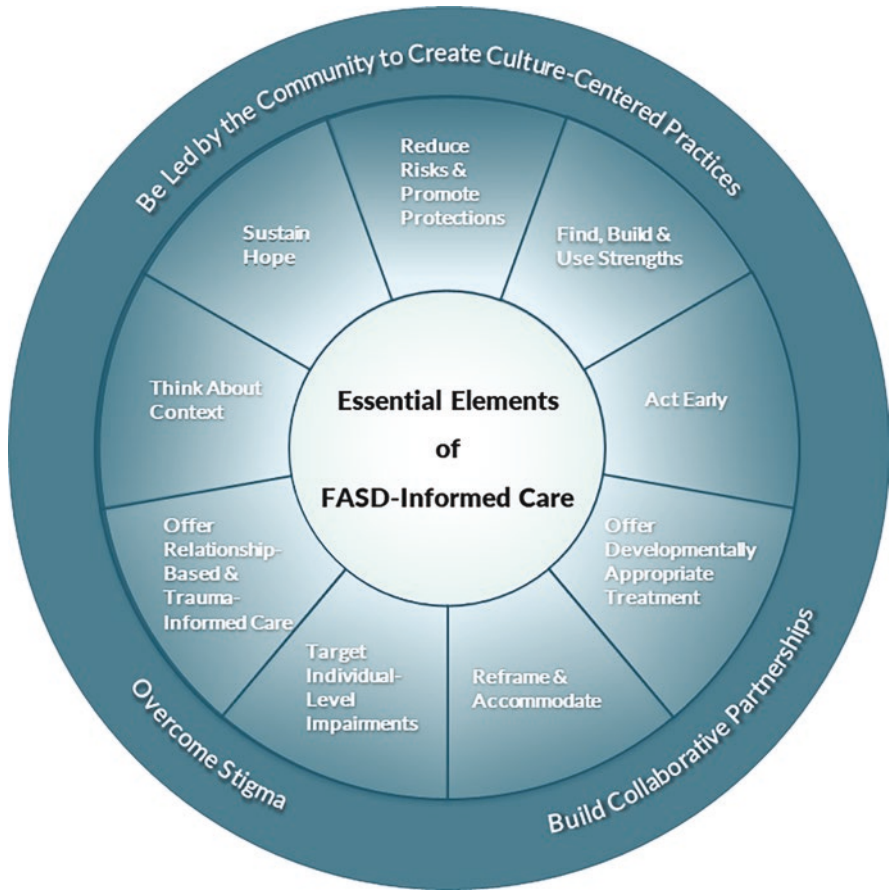 Be Led by the Community to Create Culture-Centered Practices
Reduce
Risks &
Promote
Protections
Find, Build &
Use Strengths
Act Early
Offer
Developmentally
Appropriate
Treatment
Reframe &
Accommodate
Target
Individual-
Level
Impairments
Offer
Relationship-
Based &
Trauma-
Informed Care
Think About
Context
Sustain
Hope
Essential Elements
of
FASD-Informed Care
Overcome Stigma
Build Collaborative Partnerships